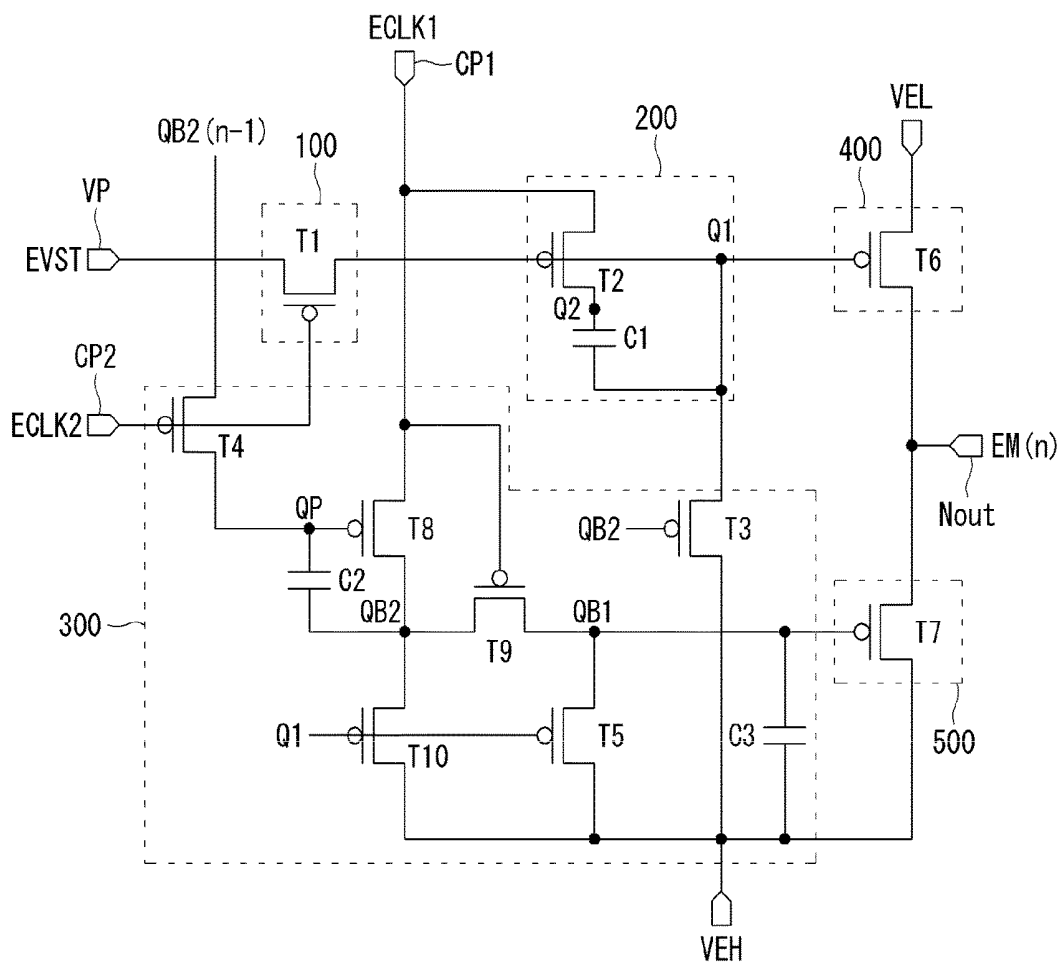 ECLK1
CP1
VEL
QB2(n-1)
100
200
400
VP
T1
Q1
EVST
T2
T6
Q2
C1
CP2
ECLK2
T4
EM(n)
Nout
QP
T8
QB2
T3
C2
300
QB2
QB1
T9
T7
Q1
T10
T5
C3
500
VEH